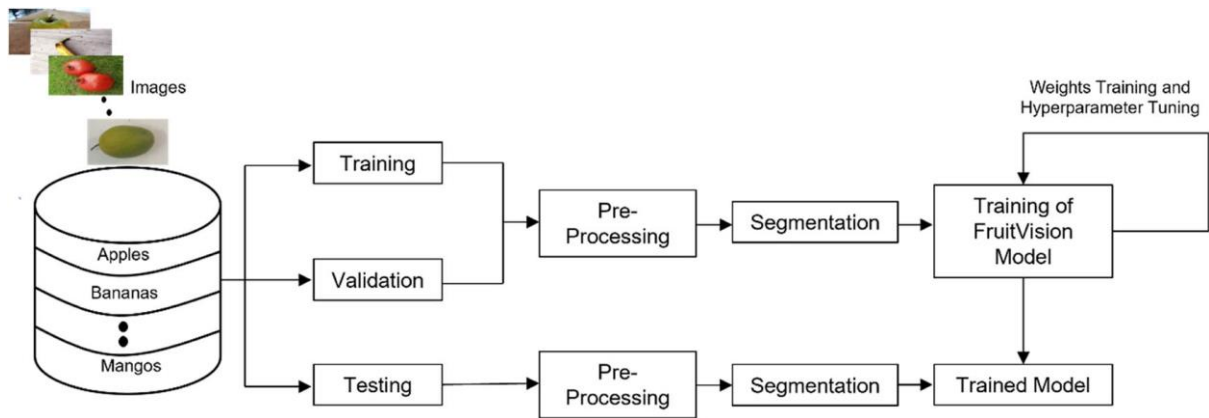 Images
Apples
Bananas
Mangos
Training
Validation
Testing
Pre-
Processing
Segmentation
Pre-
Processing
Segmentation
Weights Training and
Hyperparameter Tuning
Training of
FruitVision
Model
Trained Model